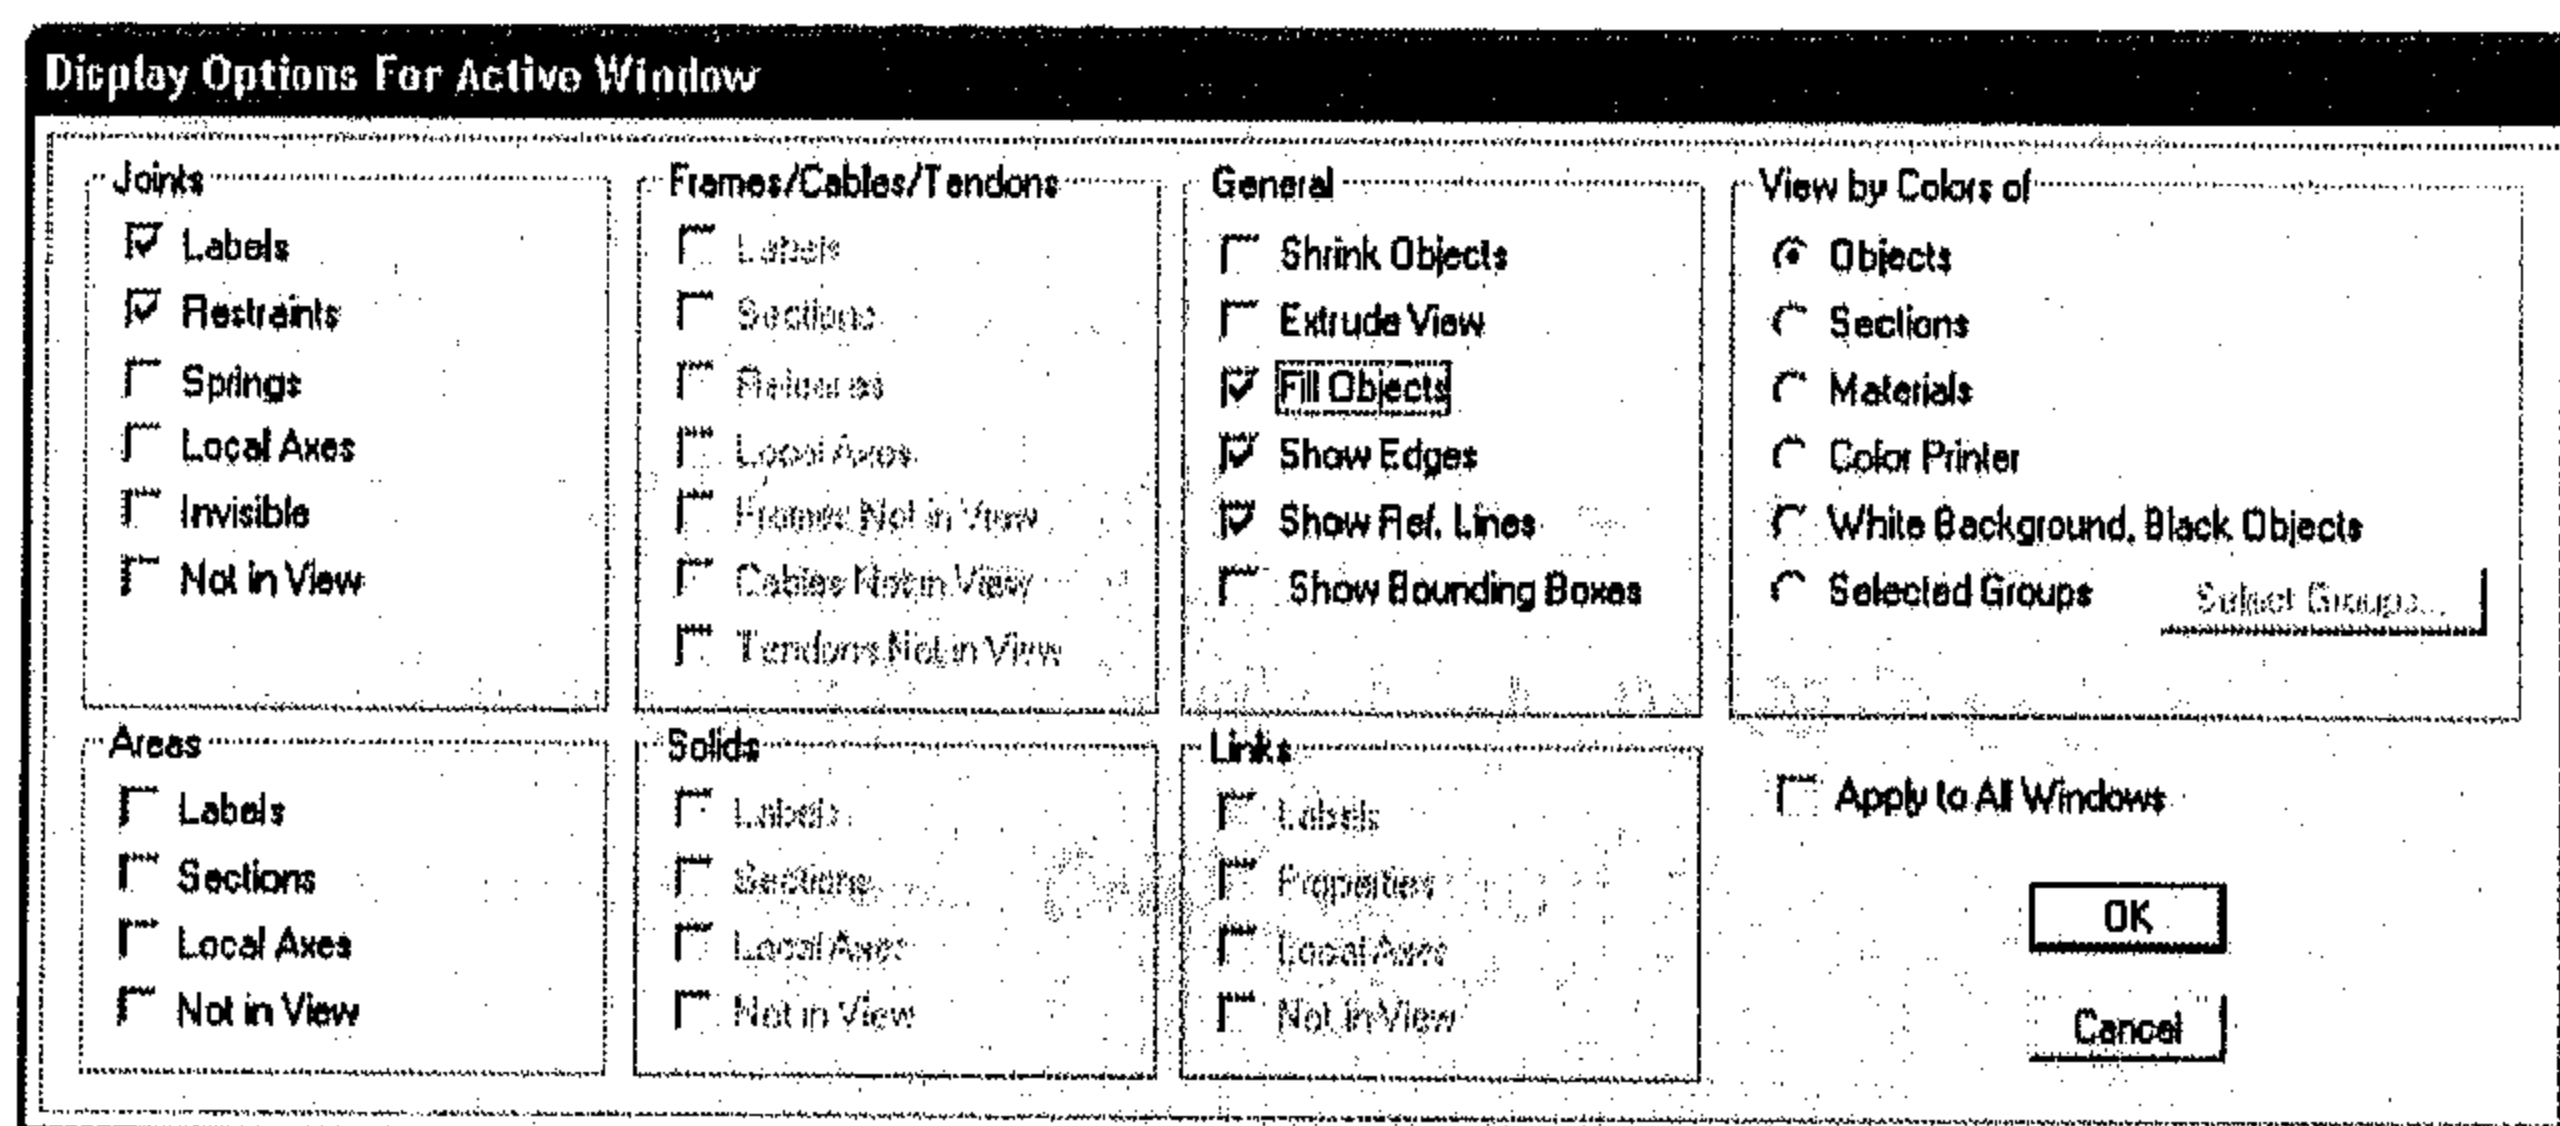 Display Options For Active Window
Joints
Labels
Restraints
Springs
Local Axes
Invisible
Not in View
Frames/Cables/Tendons
Labels
Sections
Releases
Local Axes
Frames Not in View
Cables Not in View
Tendons Not in View
General
Shrink Objects
Extrude View
Fill Objects
Show Edges
Show Ref. Lines
Show Bounding Boxes
View by Colors of
Objects
Sections
Materials
Color Printer
White Background, Black Objects
Selected Groups
Select Groups...
Areas
Labels
Sections
Local Axes
Not in View
Solids
Labels
Sections
Local Axes
Not in View
Links
Labels
Properties
Local Axes
Not in View
Apply to All Windows
OK
Cancel